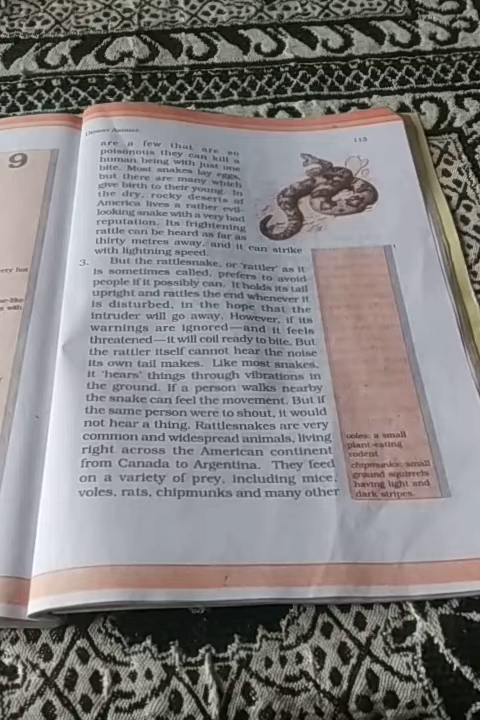 9
ery hot
se-like
s with
Desert Animals
113
are a few that are so
poisonous they can kill a
human being with just one
bite. Most snakes lay eggs,
but there are many which
give birth to their young. In
the dry, rocky deserts of
America lives a rather evil-
looking snake with a very bad
reputation. Its frightening
rattle can be heard as far as
thirty metres away, and it can strike
with lightning speed.
3. But the rattlesnake, or 'rattler' as it
is sometimes called, prefers to avoid
people if it possibly can. It holds its tail
upright and rattles the end whenever it
is disturbed, in the hope that the
intruder will go away. However, if its
warnings are ignored—and it feels
threatened—it will coil ready to bite. But
the rattler itself cannot hear the noise
its own tail makes. Like most snakes,
it 'hears' things through vibrations in
the ground. If a person walks nearby
the snake can feel the movement. But if
the same person were to shout, it would
not hear a thing. Rattlesnakes are very
common and widespread animals, living
right across the American continent
from Canada to Argentina. They feed
on a variety of prey, including mice,
voles, rats, chipmunks and many other
voles: a small
plant-eating
rodent
chipmunks: small
ground squirrels
having light and
dark stripes.